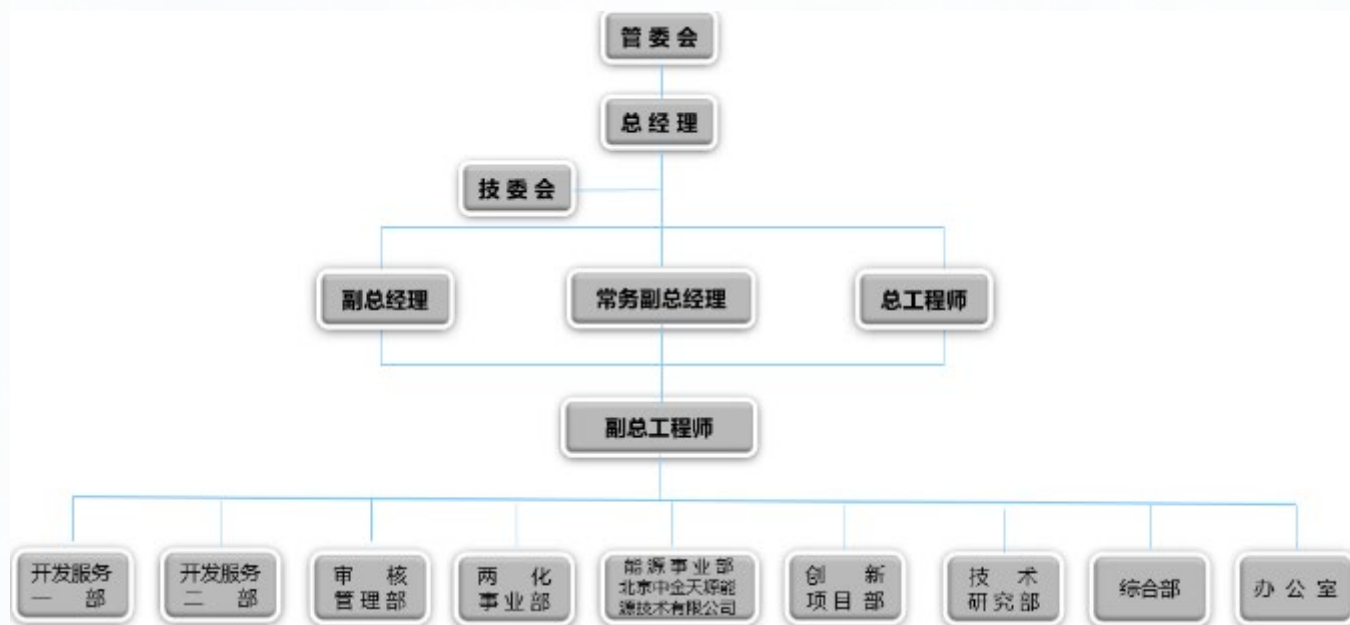 管委会
总经理
技委会
副总经理
常务副总经理
总工程师
副总工程师
开发服务
一部
开发服务
二部
审核
管理部
两化
事业部
能源事业部
北京中金天塬能
源技术有限公司
创新
项目部
技术
研究部
综合部
办公室